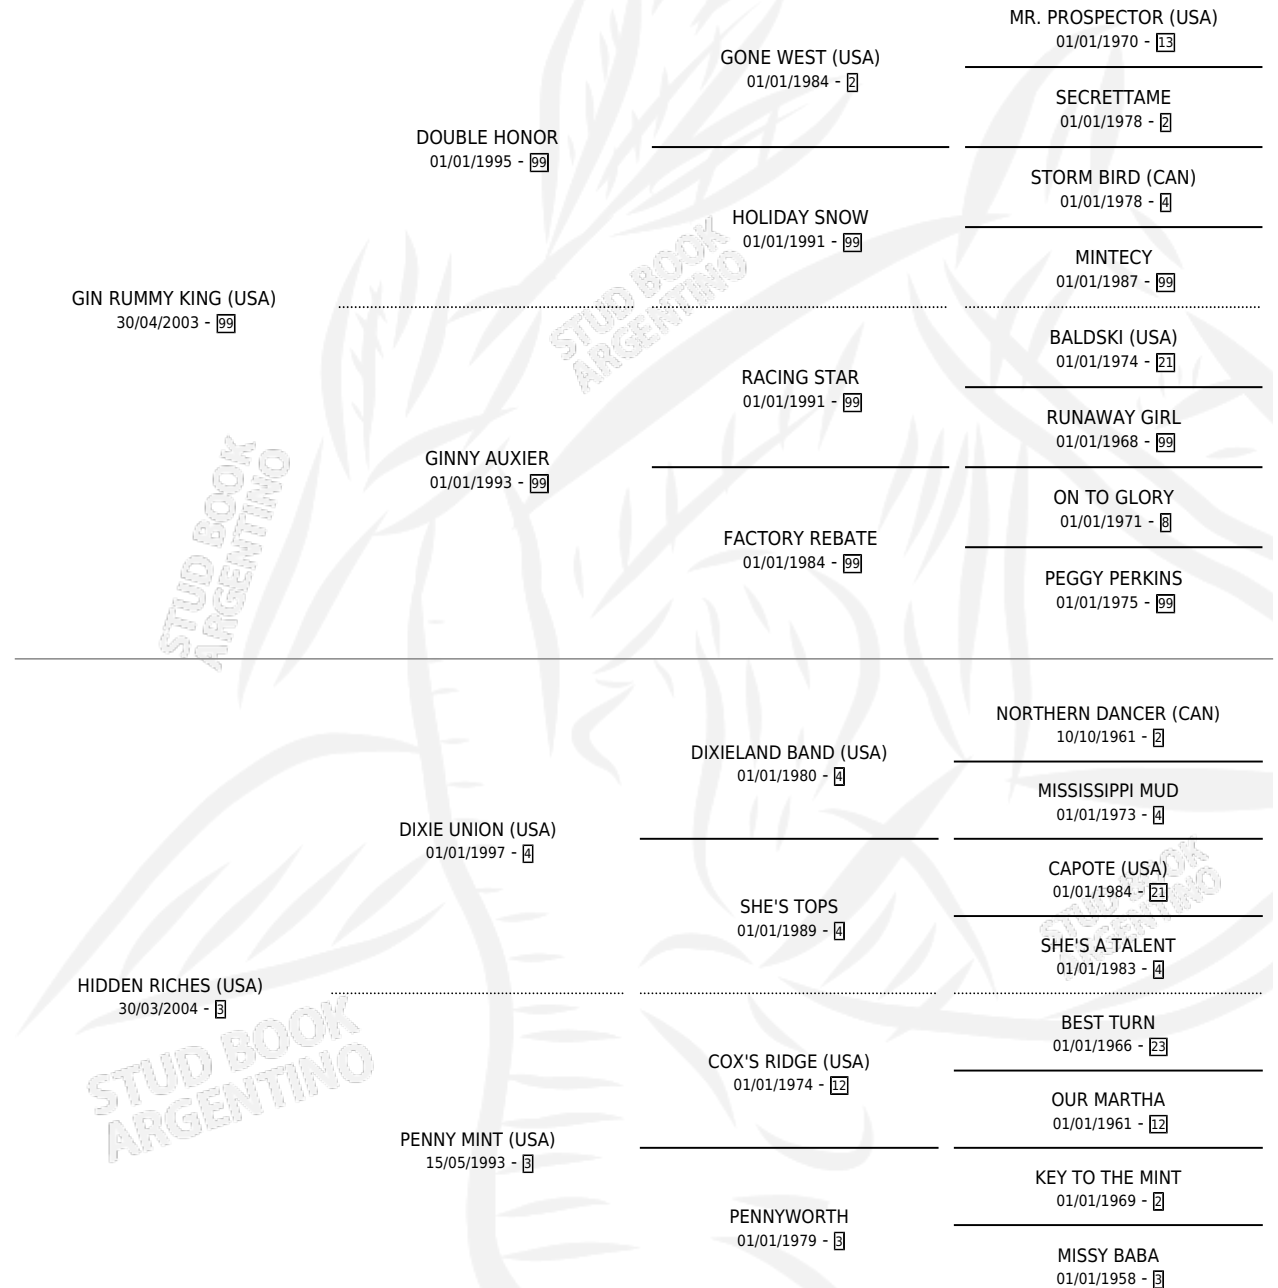 MR. PROSPECTOR (USA)
01/01/1970 - 13
GONE WEST (USA)
01/01/1984 - 2
SECRETTAME
01/01/1978 - 2
DOUBLE HONOR
01/01/1995 - 99
STORM BIRD (CAN)
01/01/1978 - 4
HOLIDAY SNOW
01/01/1991 - 99
MINTECY
01/01/1987 - 99
GIN RUMMY KING (USA)
30/04/2003 - 99
STUD BOOK
ARGENTINO
BALDSKI (USA)
01/01/1974 - 21
RACING STAR
01/01/1991 - 99
RUNAWAY GIRL
01/01/1968 - 99
GINNY AUXIER
01/01/1993 - 99
ON TO GLORY
01/01/1971 - 8
FACTORY REBATE
01/01/1984 - 99
PEGGY PERKINS
01/01/1975 - 99
STUD BOOK
ARGENTINO
NORTHERN DANCER (CAN)
10/10/1961 - 2
DIXIELAND BAND (USA)
01/01/1980 - 4
MISSISSIPPI MUD
01/01/1973 - 4
DIXIE UNION (USA)
01/01/1997 - 4
CAPOTE (USA)
01/01/1984 - 21
SHE'S TOPS
01/01/1989 - 4
SHE'S A TALENT
01/01/1983 - 4
STUD BOOK
ARGENTINO
HIDDEN RICHES (USA)
30/03/2004 - 3
STUD BOOK
ARGENTINO
BEST TURN
01/01/1966 - 23
COX'S RIDGE (USA)
01/01/1974 - 12
OUR MARTHA
01/01/1961 - 12
PENNY MINT (USA)
15/05/1993 - 3
KEY TO THE MINT
01/01/1969 - 2
PENNYWORTH
01/01/1979 - 3
MISSY BABA
01/01/1958 - 3